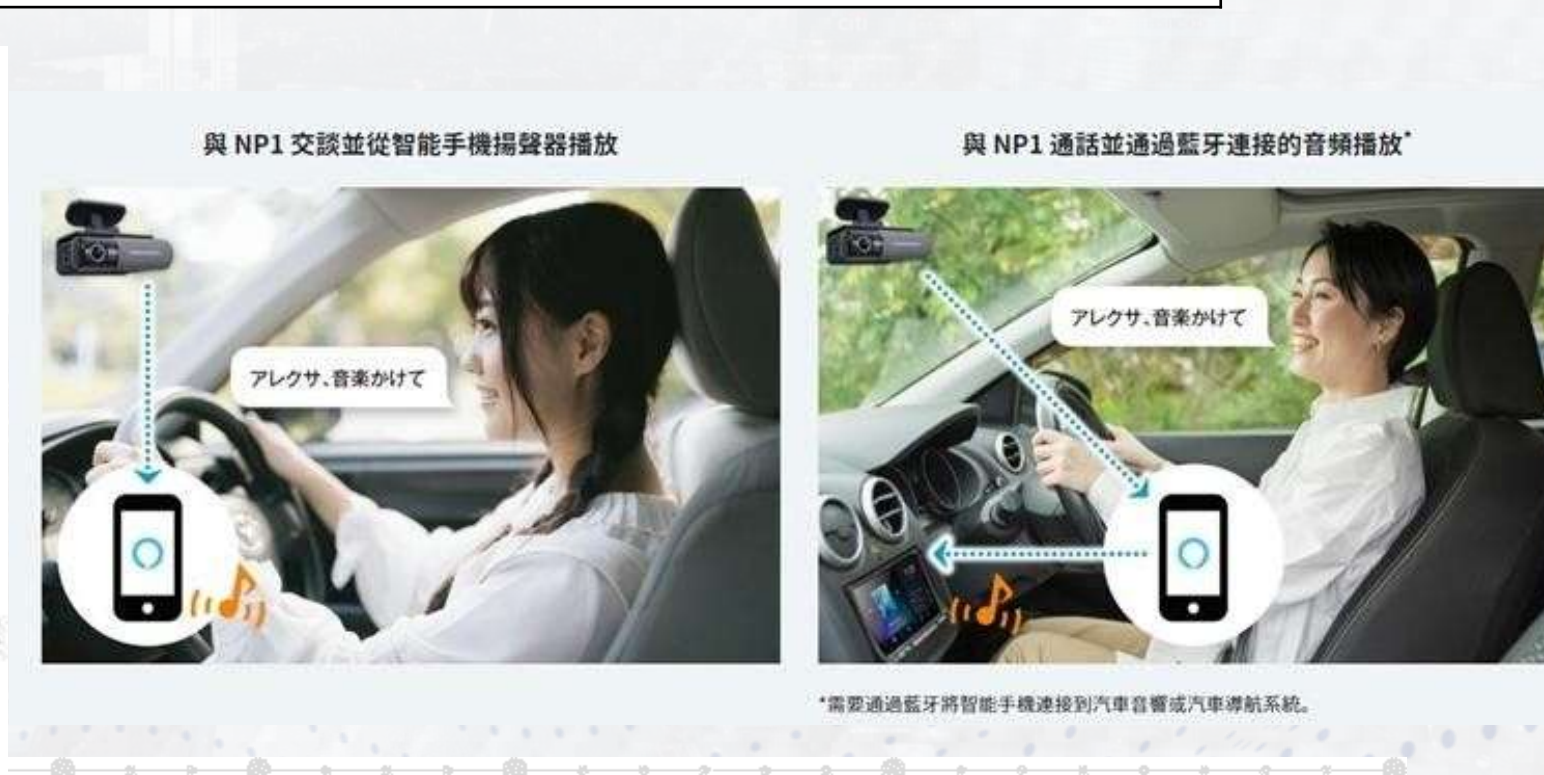 與 NP1 交談並從智能手機揚聲器播放
與 NP1 通話並通過藍牙連接的音頻播放*
アレクサ、音楽かけて
アレクサ、音楽かけて
*需要通過藍牙將智能手機連接到汽車音響或汽車導航系統。